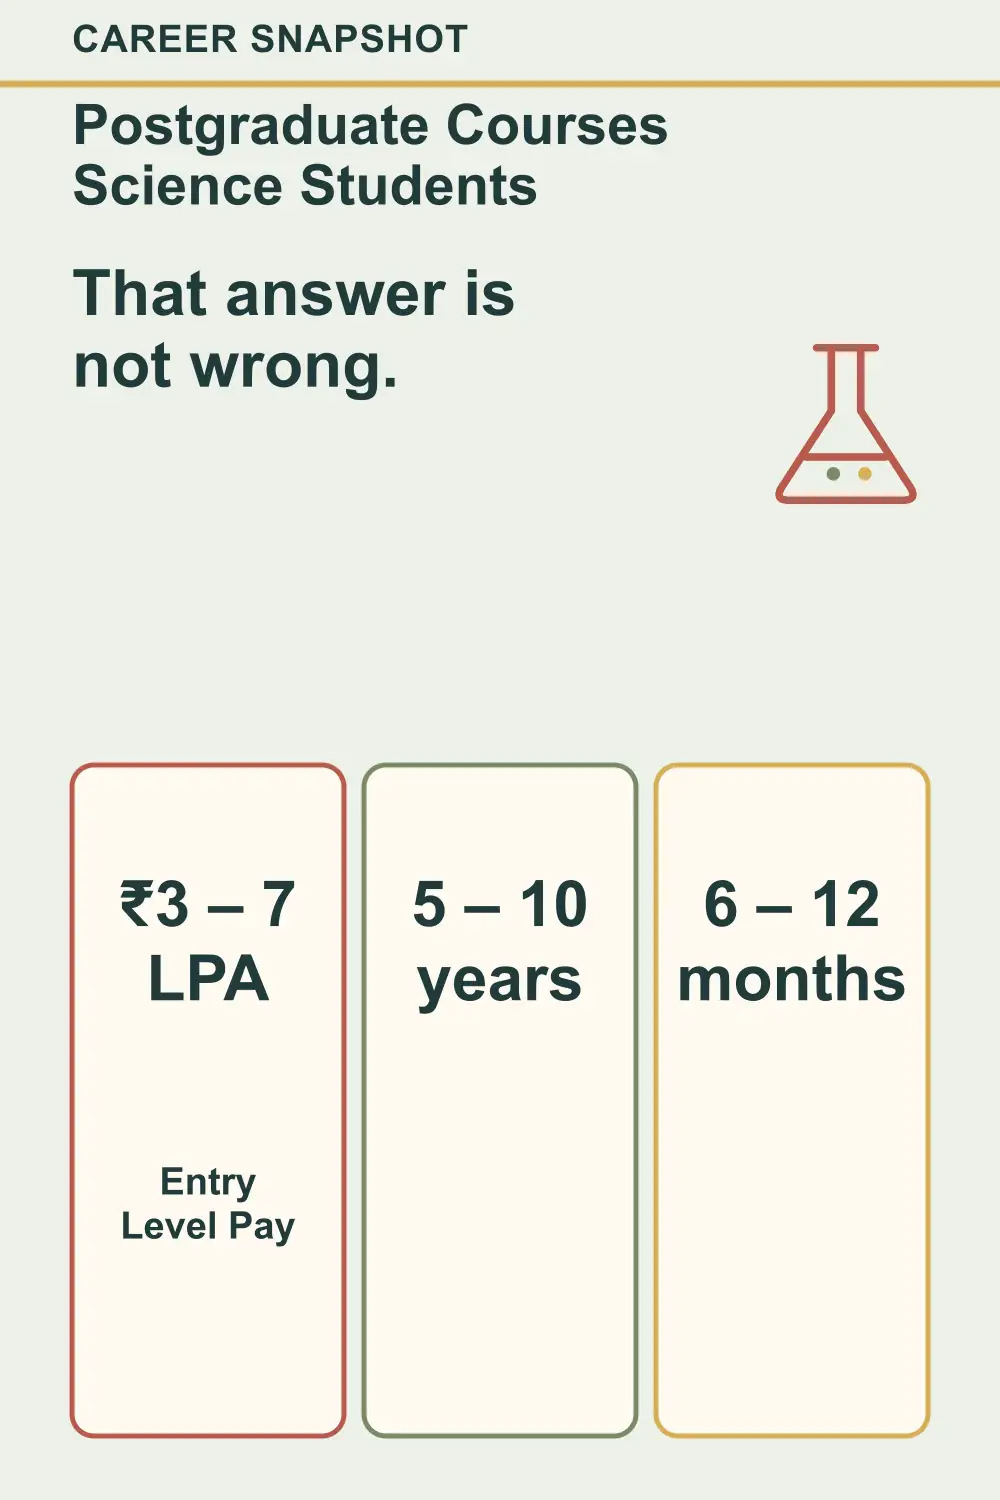 CAREER SNAPSHOT
Postgraduate Courses
Science Students
That answer is
not wrong.
₹3 – 7
LPA
Entry
Level Pay
5 – 10
years
6 – 12
months